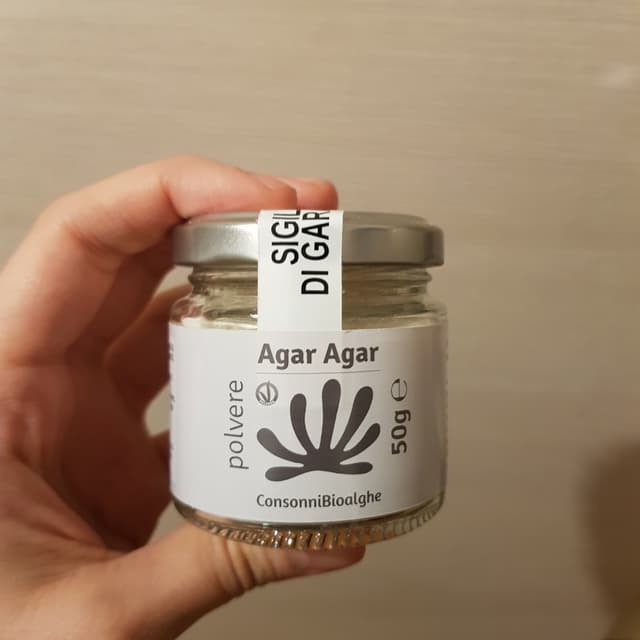 SIGIL
DI GAR
Agar Agar
polvere
50g ℮
ConsonniBioalghe